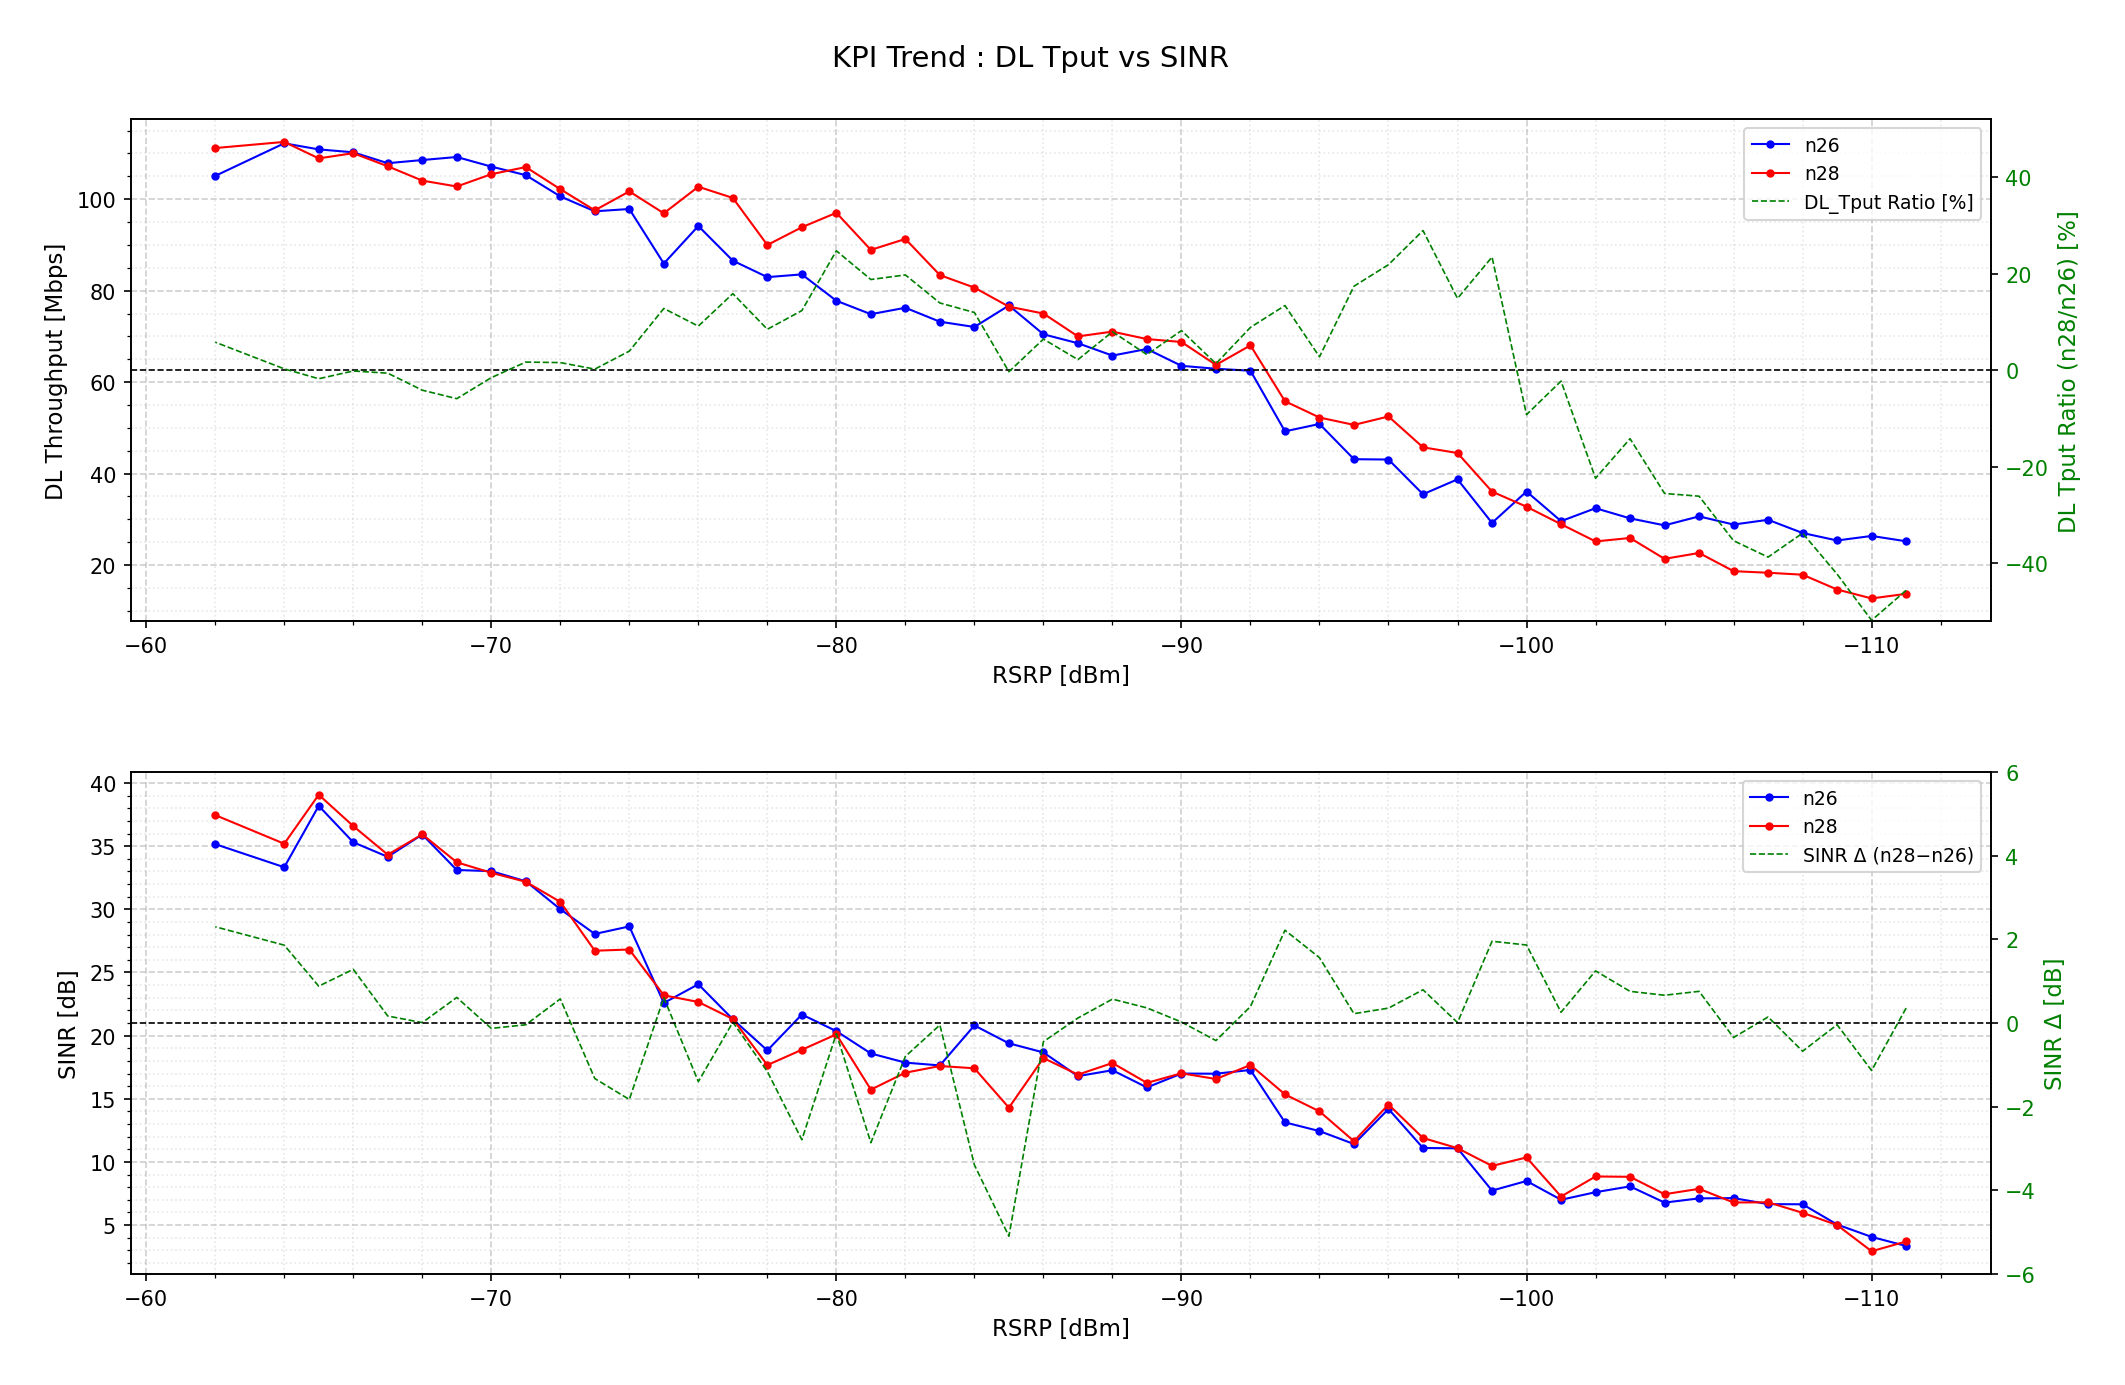 KPI Trend : DL Tput vs SINR
DL Throughput [Mbps]
100
80
60
40
20
n26
n28
DL_Tput Ratio [%]
40
20
0
−20
−40
DL Tput Ratio (n28/n26) [%]
−60
−70
−80
−90
−100
−110
RSRP [dBm]
SINR [dB]
40
35
30
25
20
15
10
5
n26
n28
SINR Δ (n28−n26)
6
4
2
0
−2
−4
−6
SINR Δ [dB]
−60
−70
−80
−90
−100
−110
RSRP [dBm]